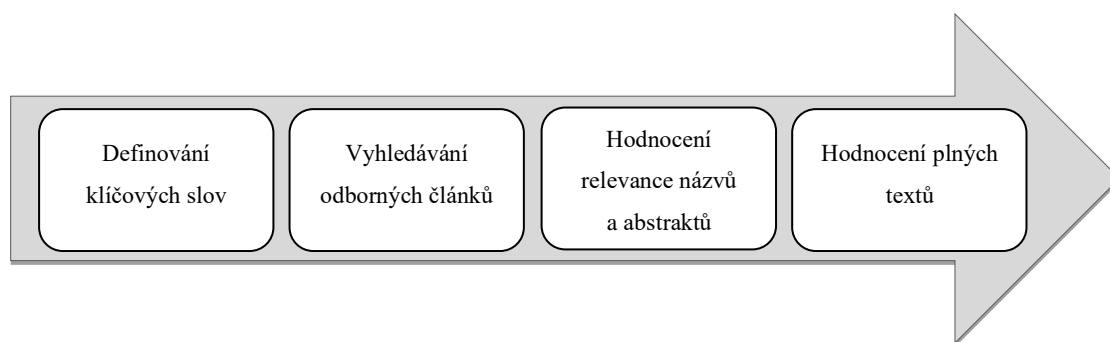 Definování
klíčových slov
Vyhledávání
odborných článků
Hodnocení
relevance názvů
a abstraktů
Hodnocení plných
textů